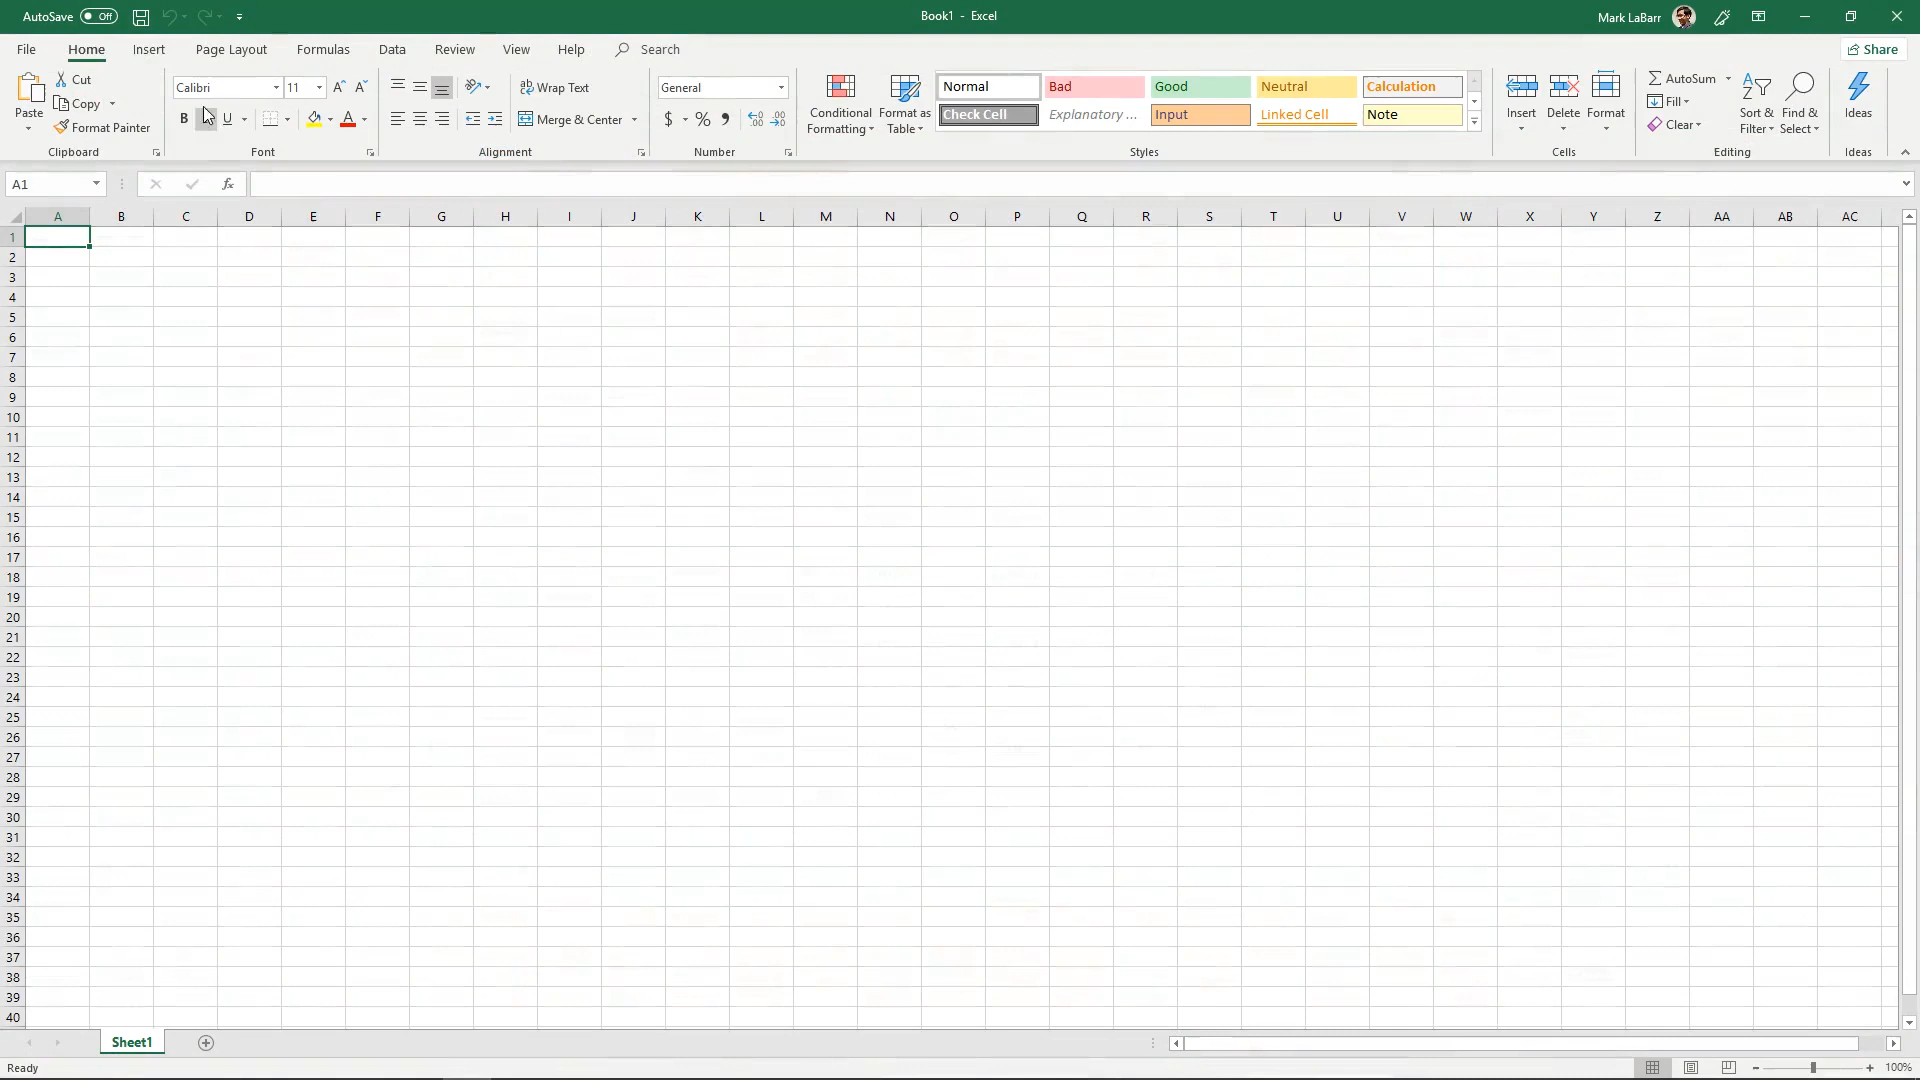 AutoSave Off
Book1 - Excel
Mark LaBarr
File Home Insert Page Layout Formulas Data Review View Help Search Share
Paste
Cut
Copy
Format Painter
Clipboard
Calibri 11
B U
Font
Wrap Text
Merge & Center
Alignment
General
$ % 9
Number
Conditional Formatting
Format as Table
Normal Bad Good Neutral Calculation
Check Cell Explanatory ... Input Linked Cell Note
Styles
Insert Delete Format
Cells
AutoSum
Fill
Clear
Sort & Filter
Find & Select
Editing
Ideas
Ideas
A1 fx
A B C D E F G H I J K L M N O P Q R S T U V W X Y Z AA AB AC
1
2
3
4
5
6
7
8
9
10
11
12
13
14
15
16
17
18
19
20
21
22
23
24
25
26
27
28
29
30
31
32
33
34
35
36
37
38
39
40
Sheet1
Ready
100%